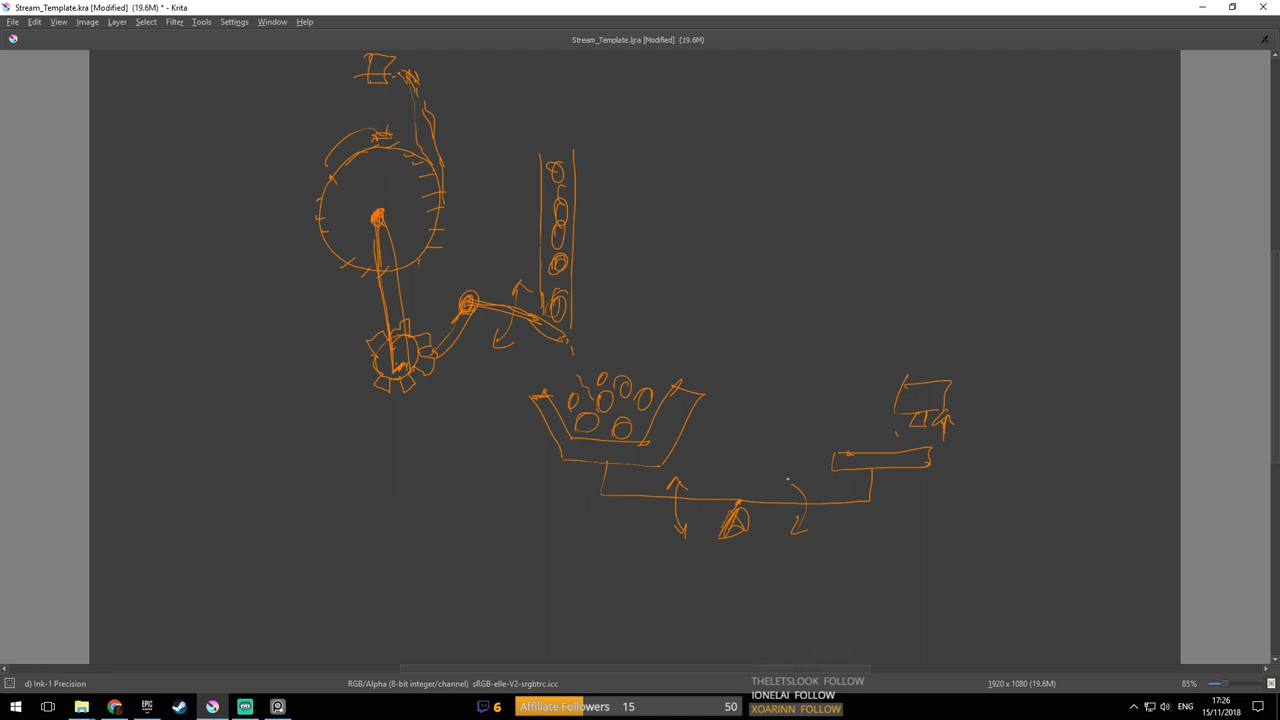 Stream_Template.kra [Modified] (19.6M) * - Krita
File Edit View Image Layer Select Filter Tools Settings Window Help
Stream_Template.kra [Modified] (19.6M)
d) Ink-1 Precision
RGB/Alpha (8-bit integer/channel) sRGB-elle-V2-srgbtrc.icc
1920 x 1080 (19.6M)
85%
THELETSLOOK FOLLOW
IONELAI FOLLOW
XOARINN FOLLOW
6
Affiliate Followers 15 50
EPIC
17:26
15/11/2018